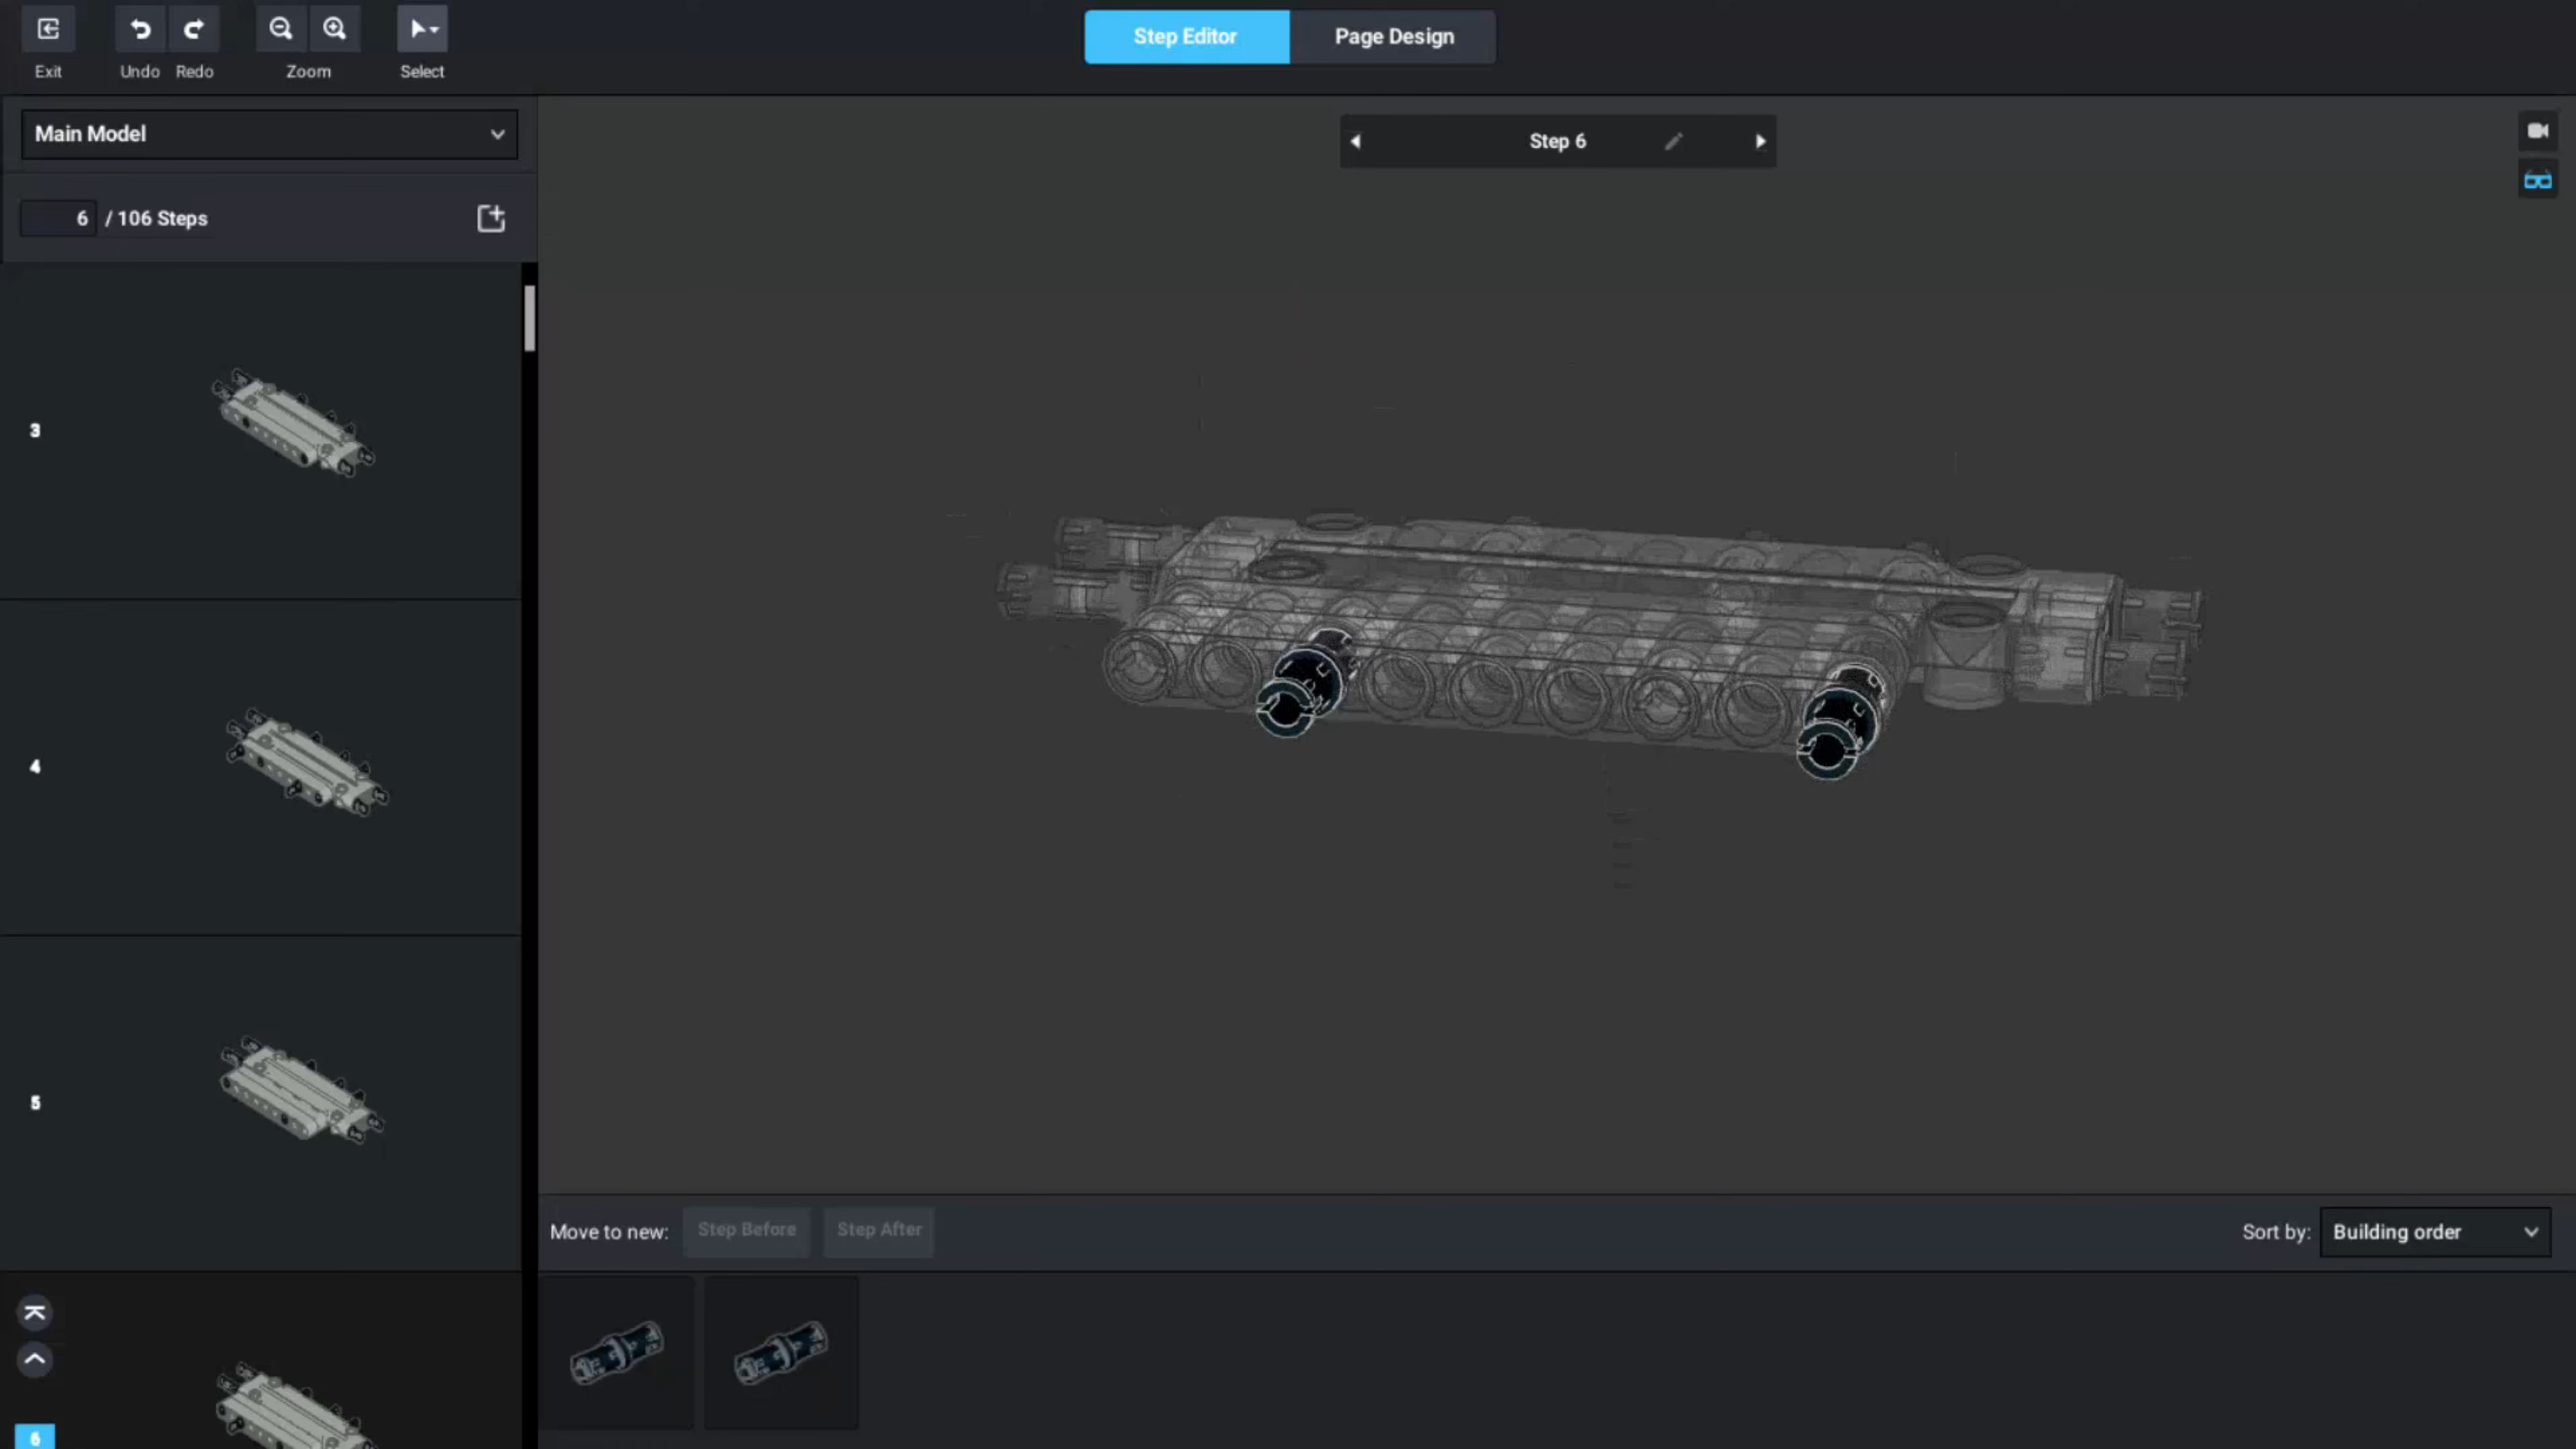 Step Editor
Page Design
Exit
Undo
Redo
Zoom
Select
Main Model
Step 6
6 / 106 Steps
3
4
5
Move to new:
Step Before
Step After
Sort by:
Building order
6